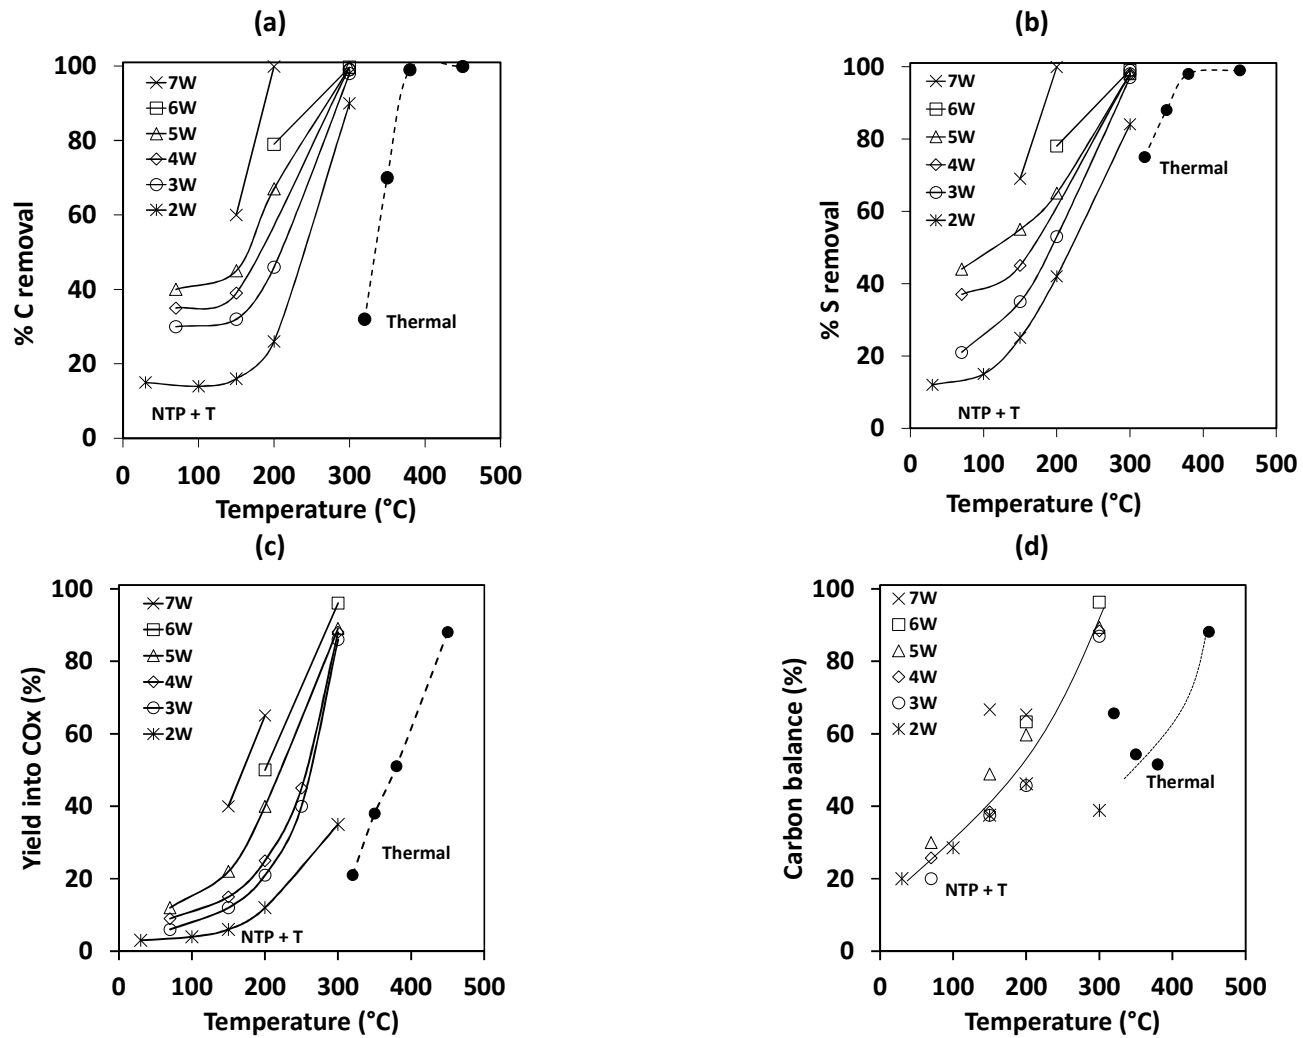 (a)
100
80
60
40
20
0
% C removal
7W
6W
5W
4W
3W
2W
Thermal
NTP + T
0 100 200 300 400 500
Temperature (°C)
(b)
100
80
60
40
20
0
% S removal
7W
6W
5W
4W
3W
2W
Thermal
NTP + T
0 100 200 300 400 500
Temperature (°C)
(c)
100
80
60
40
20
0
Yield into COx (%)
7W
6W
5W
4W
3W
2W
Thermal
NTP + T
0 100 200 300 400 500
Temperature (°C)
(d)
100
80
60
40
20
0
Carbon balance (%)
7W
6W
5W
4W
3W
2W
Thermal
NTP + T
0 100 200 300 400 500
Temperature (°C)